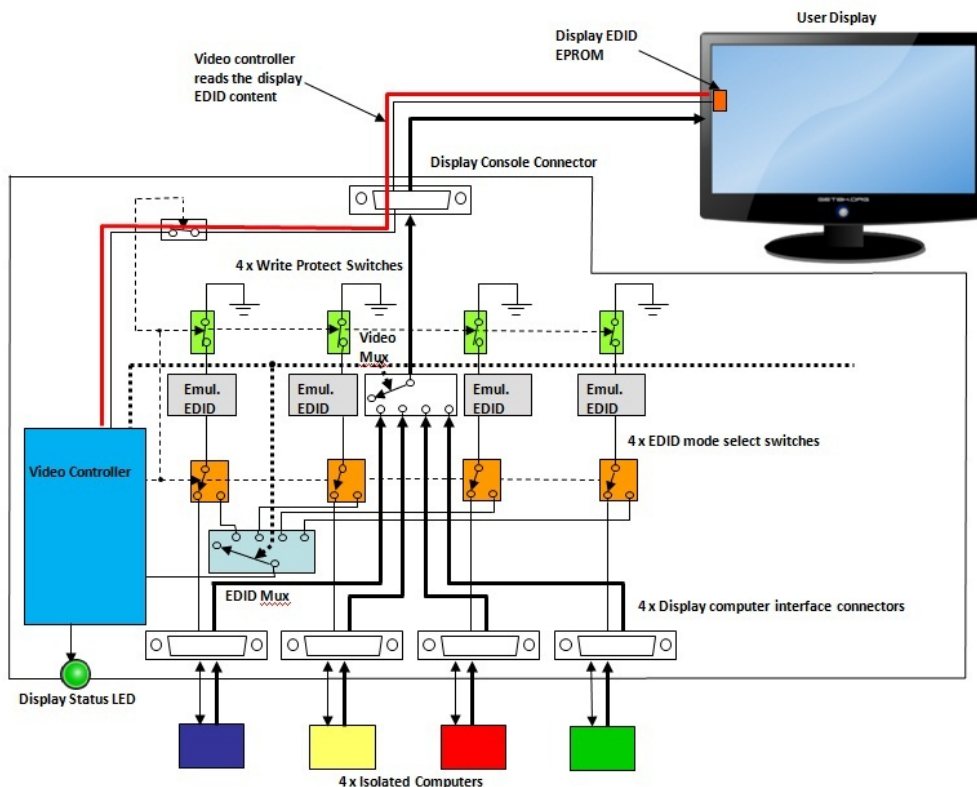 User Display
Display EDID
EPROM
Video controller
reads the display
EDID content
Display Console Connector
GETEK.ORG
4 x Write Protect Switches
Video
Mux
Emul.
EDID
Emul.
EDID
Emul.
EDID
Emul.
EDID
4 x EDID mode select switches
Video Controller
EDID Mux
4 x Display computer interface connectors
Display Status LED
4 x Isolated Computers